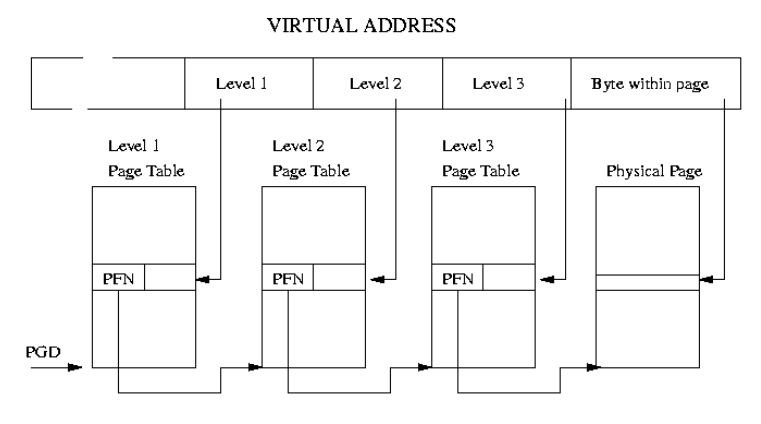 VIRTUAL ADDRESS
Level 1 Level 2 Level 3 Byte within page
Level 1 Level 2 Level 3
Page Table Page Table Page Table Physical Page
PFN PFN PFN
PGD